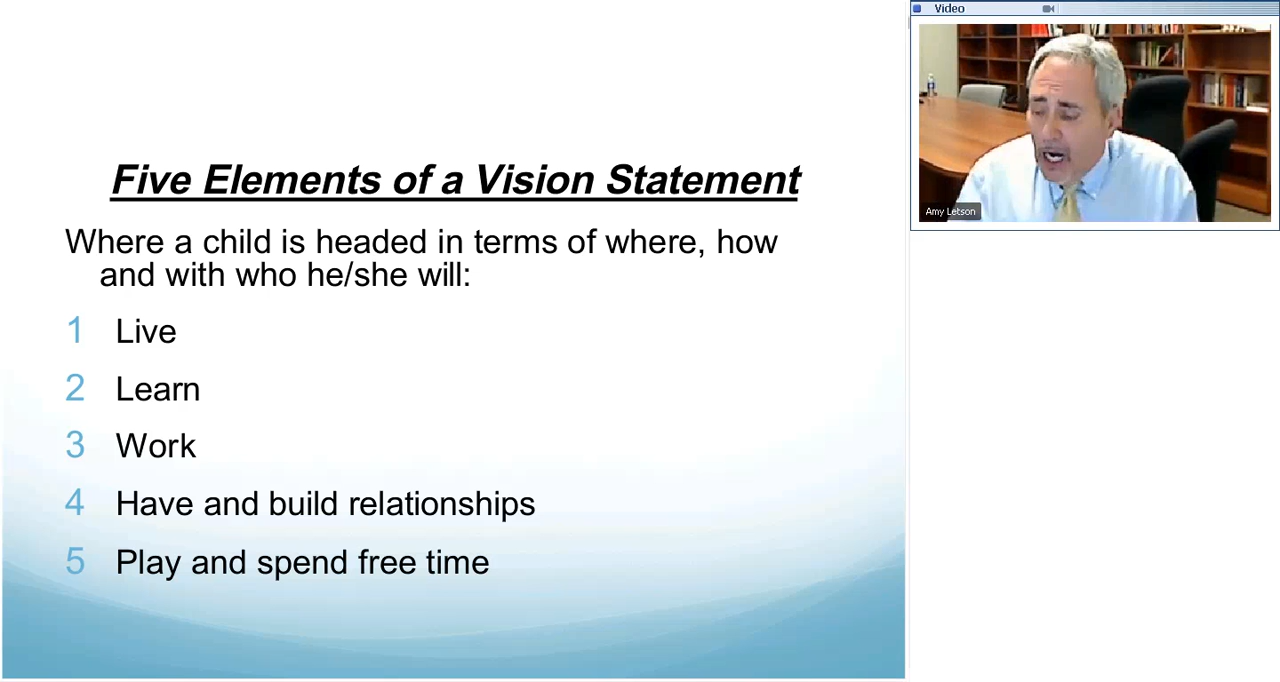 Five Elements of a Vision Statement
Where a child is headed in terms of where, how
and with who he/she will:
1 Live
2 Learn
3 Work
4 Have and build relationships
5 Play and spend free time
Video
Amy Letson